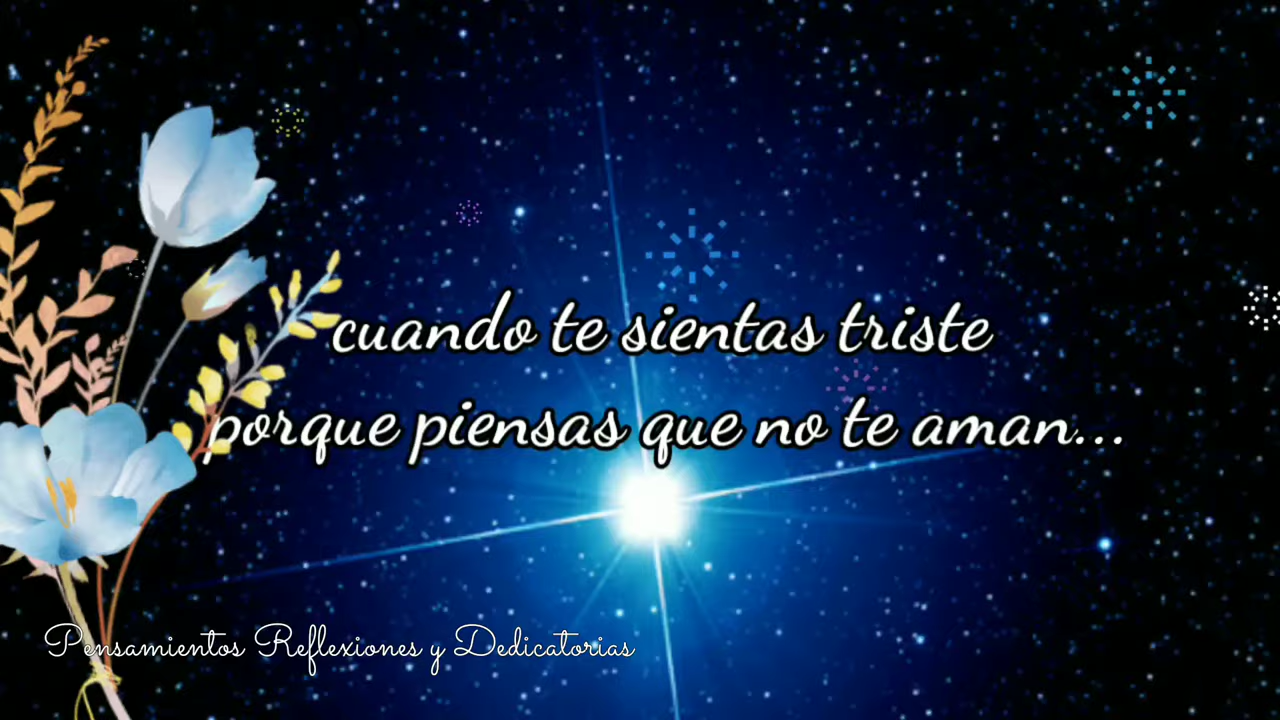 cuando te sientas triste
porque piensas que no te aman...
Pensamientos Reflexiones y Dedicatorias